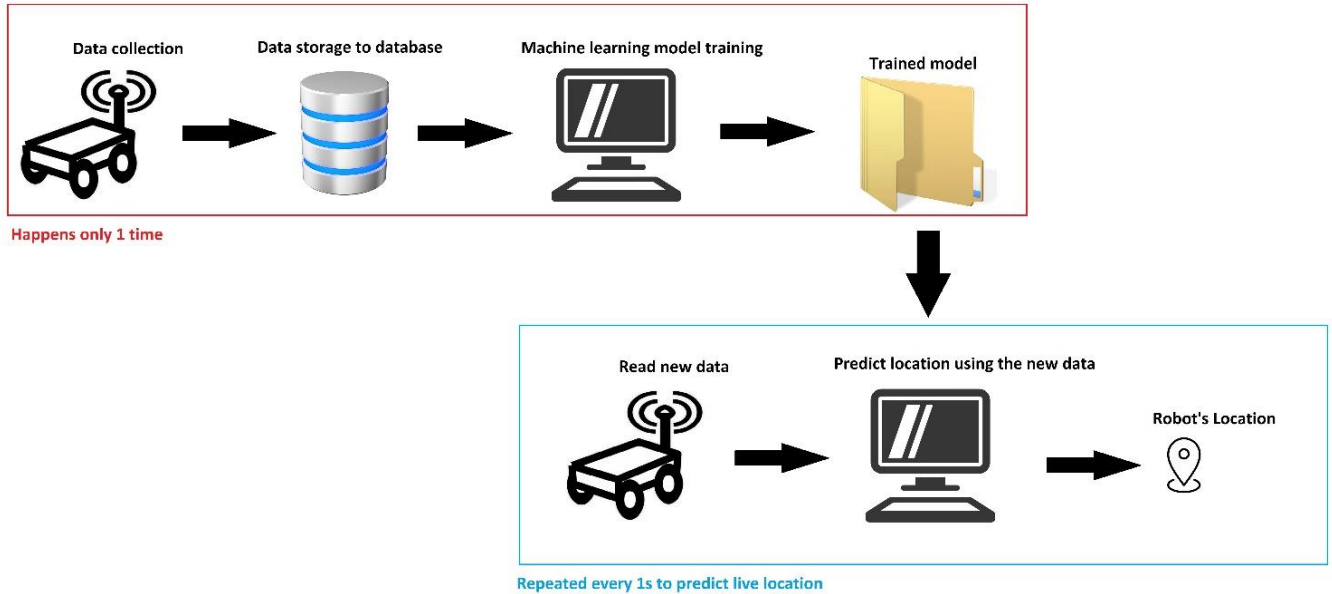 Data collection
Data storage to database
Machine learning model training
Trained model
Happens only 1 time
Read new data
Predict location using the new data
Robot's Location
Repeated every 1s to predict live location